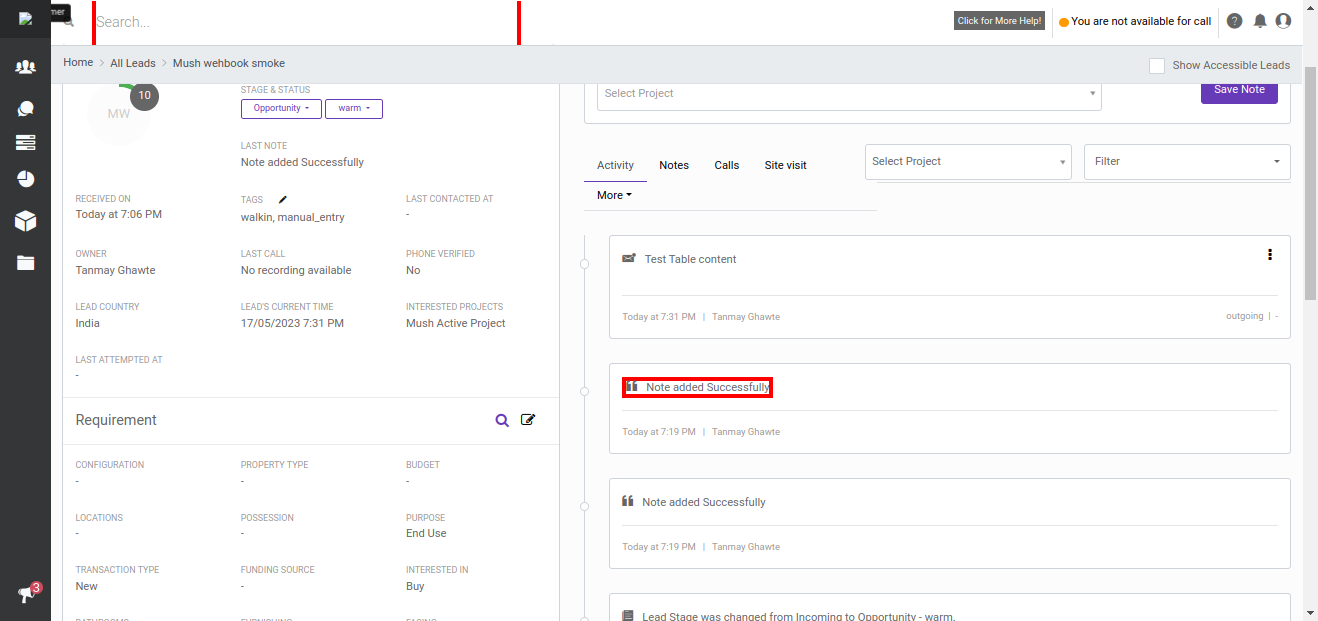 mer
Search...
Click for More Help!
You are not available for call
Home > All Leads > Mush wehbook smoke
Show Accessible Leads
MW
10
STAGE & STATUS
Opportunity
warm
LAST NOTE
Note added Successfully
RECEIVED ON
Today at 7:06 PM
TAGS
walkin, manual_entry
LAST CONTACTED AT
-
OWNER
Tanmay Ghawte
LAST CALL
No recording available
PHONE VERIFIED
No
LEAD COUNTRY
India
LEAD'S CURRENT TIME
17/05/2023 7:31 PM
INTERESTED PROJECTS
Mush Active Project
LAST ATTEMPTED AT
-
Requirement
CONFIGURATION
-
PROPERTY TYPE
-
BUDGET
-
LOCATIONS
-
POSSESSION
-
PURPOSE
End Use
TRANSACTION TYPE
New
FUNDING SOURCE
-
INTERESTED IN
Buy
BATHROOMS
FURNISHING
FACING
3
Select Project
Save Note
Activity
Notes
Calls
Site visit
More
Select Project
Filter
Test Table content
Today at 7:31 PM | Tanmay Ghawte
outgoing | -
Note added Successfully
Today at 7:19 PM | Tanmay Ghawte
Note added Successfully
Today at 7:19 PM | Tanmay Ghawte
Lead Stage was changed from Incoming to Opportunity - warm.